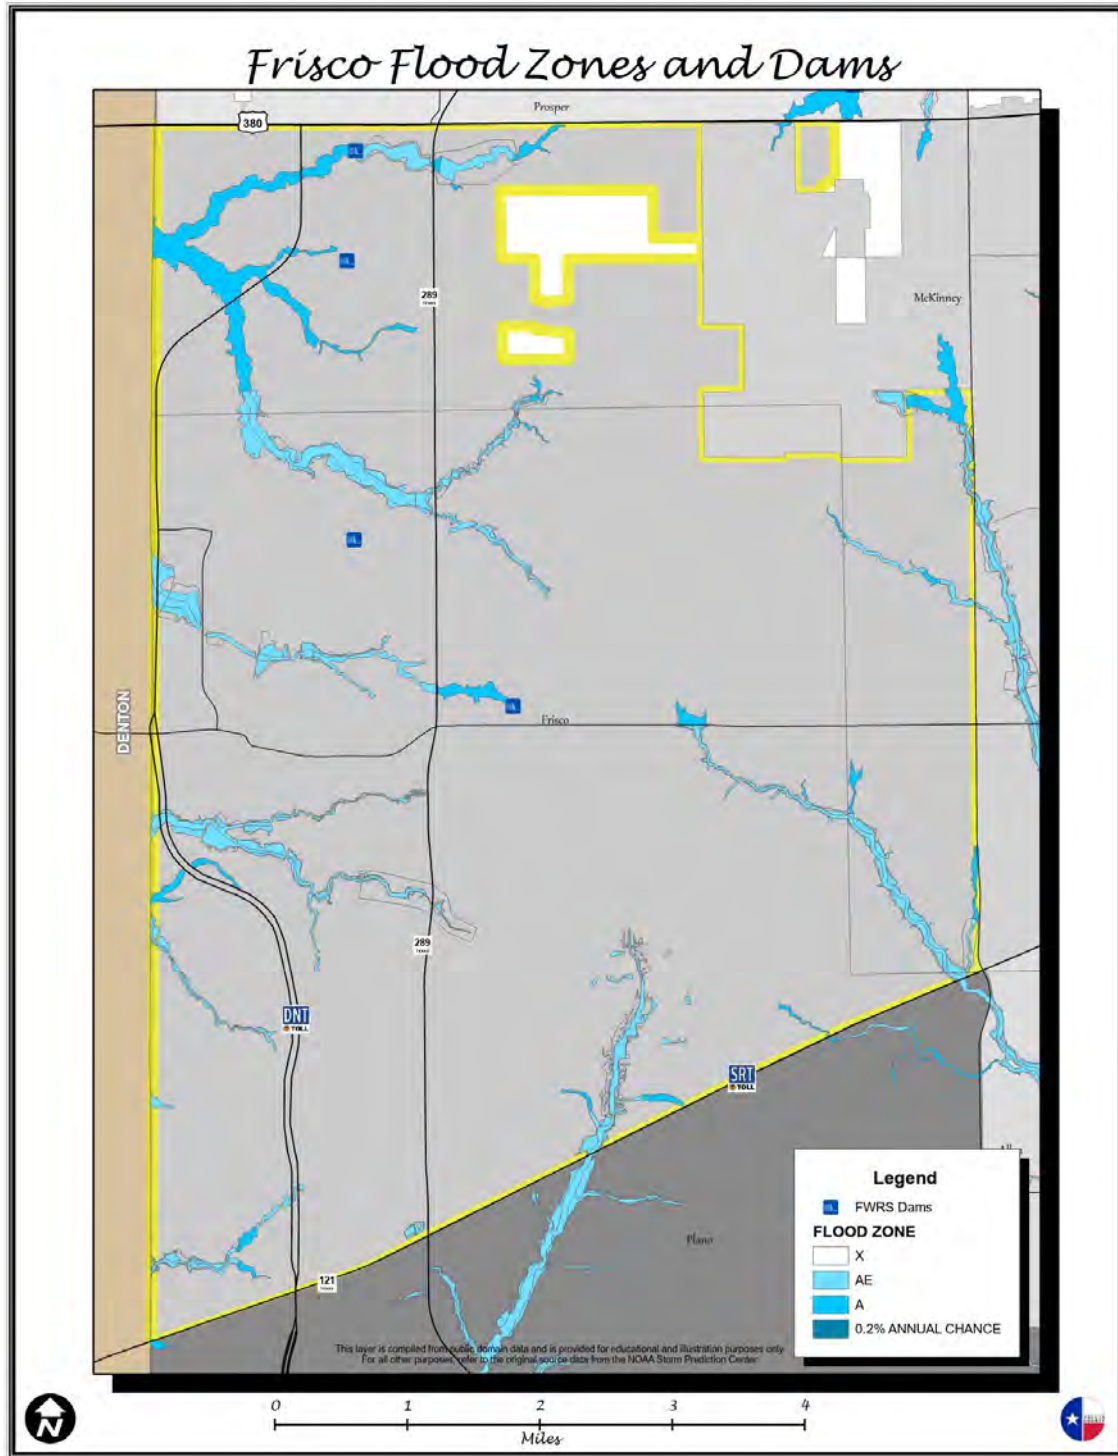 Frisco Flood Zones and Dams
Prosper
380
289
TEXAS
McKinney
DENTON
Frisco
289
TEXAS
DNT
TOLL
SRT
TOLL
121
TEXAS
Plano
Legend
FWRS Dams
FLOOD ZONE
X
AE
A
0.2% ANNUAL CHANCE
This layer is compiled from public domain data and is provided for educational and illustration purposes only
For all other purposes, refer to the original source data from the NOAA Storm Prediction Center.
N
0 1 2 3 4
Miles